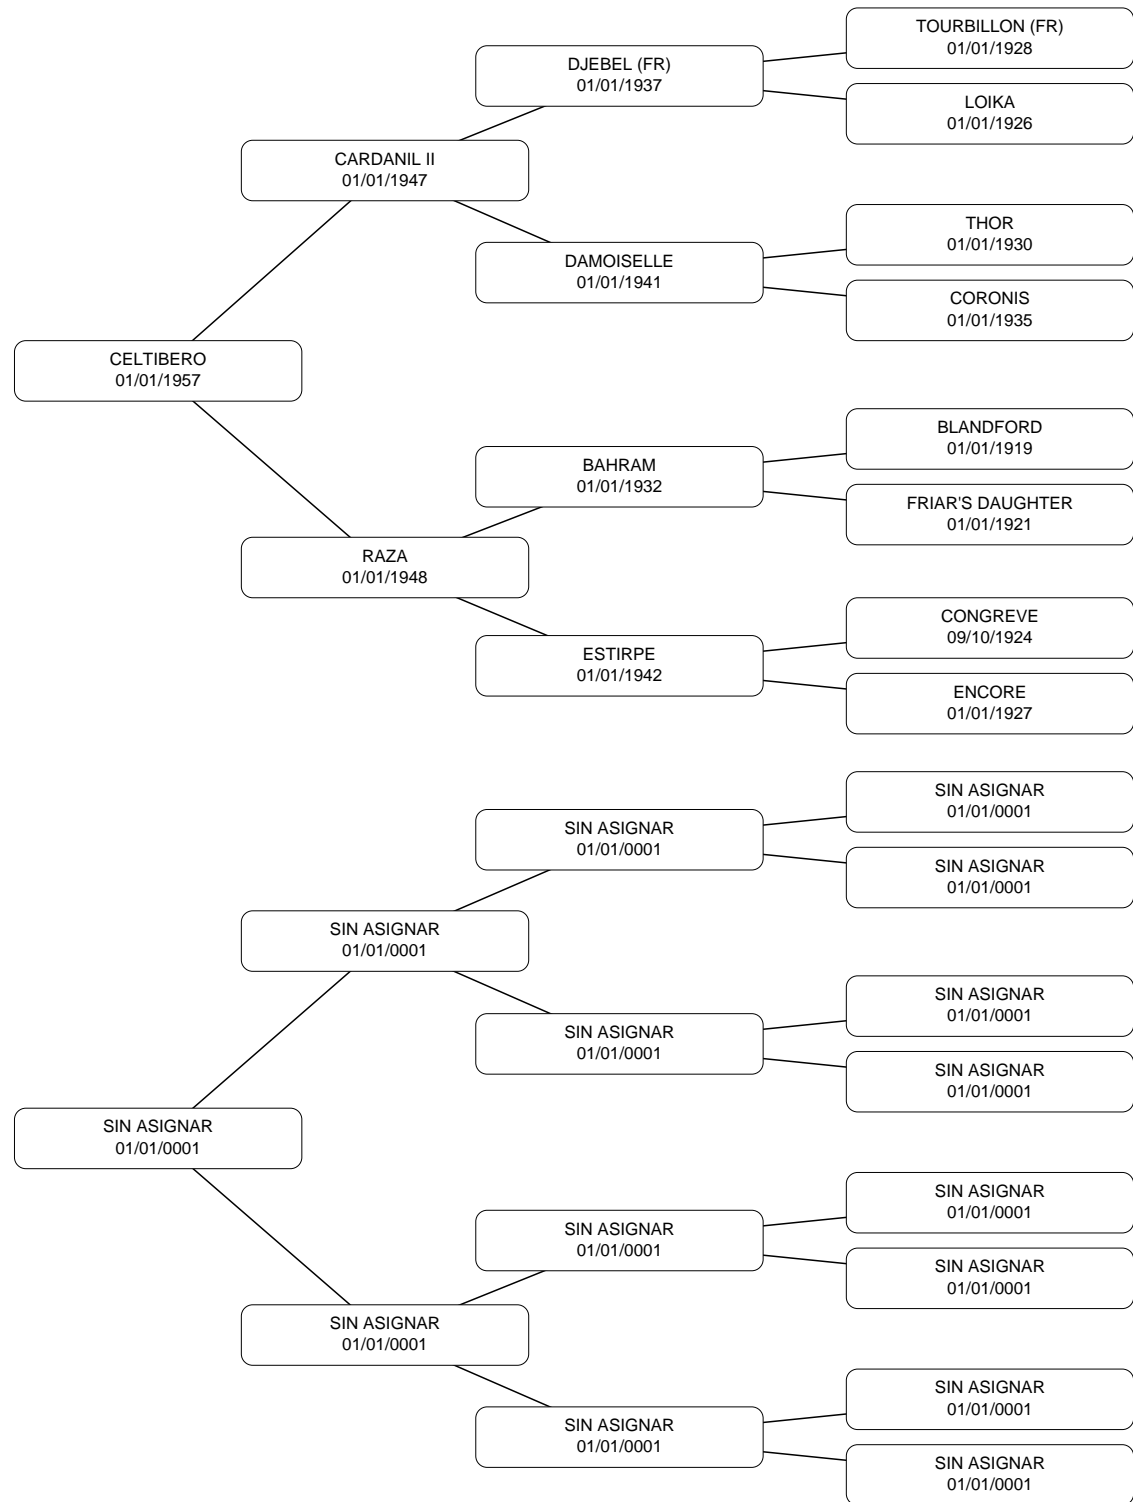 TOURBILLON (FR)
01/01/1928
DJEBEL (FR)
01/01/1937
LOIKA
01/01/1926
CARDANIL II
01/01/1947
THOR
01/01/1930
DAMOISELLE
01/01/1941
CORONIS
01/01/1935
CELTIBERO
01/01/1957
BLANDFORD
01/01/1919
BAHRAM
01/01/1932
FRIAR'S DAUGHTER
01/01/1921
RAZA
01/01/1948
CONGREVE
09/10/1924
ESTIRPE
01/01/1942
ENCORE
01/01/1927
SIN ASIGNAR
01/01/0001
SIN ASIGNAR
01/01/0001
SIN ASIGNAR
01/01/0001
SIN ASIGNAR
01/01/0001
SIN ASIGNAR
01/01/0001
SIN ASIGNAR
01/01/0001
SIN ASIGNAR
01/01/0001
SIN ASIGNAR
01/01/0001
SIN ASIGNAR
01/01/0001
SIN ASIGNAR
01/01/0001
SIN ASIGNAR
01/01/0001
SIN ASIGNAR
01/01/0001
SIN ASIGNAR
01/01/0001
SIN ASIGNAR
01/01/0001
SIN ASIGNAR
01/01/0001